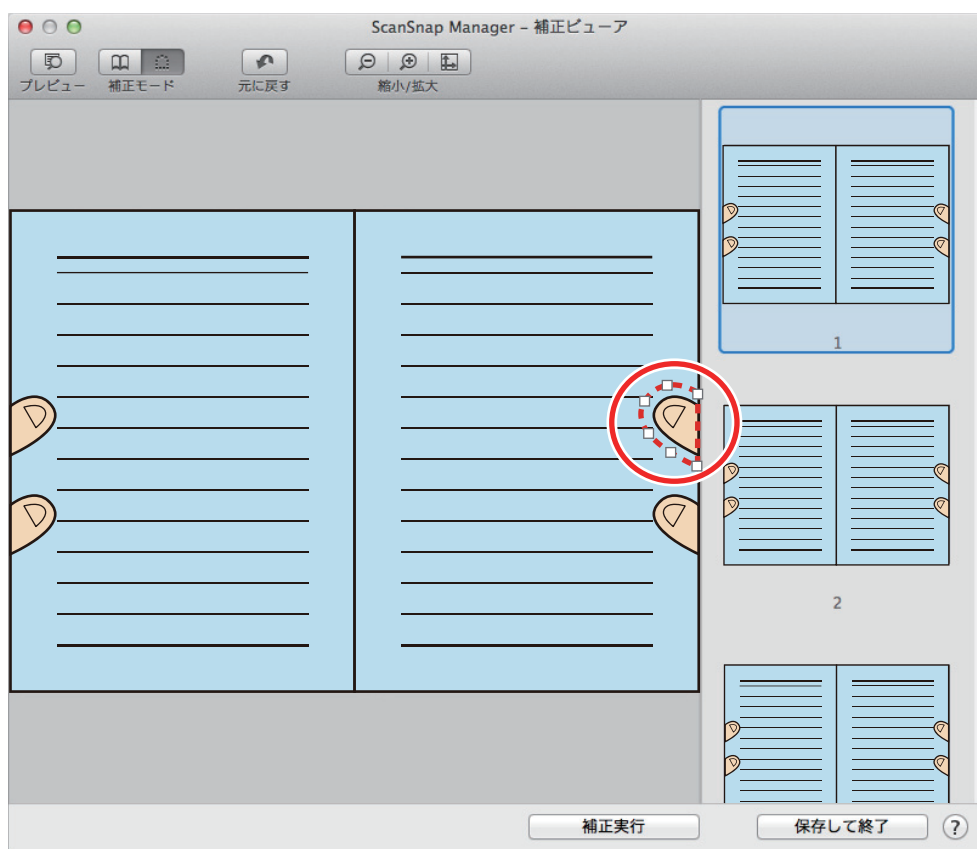 ScanSnap Manager – 補正ビューア
プレビュー 補正モード 元に戻す 縮小/拡大
1
2
補正実行 保存して終了 ?